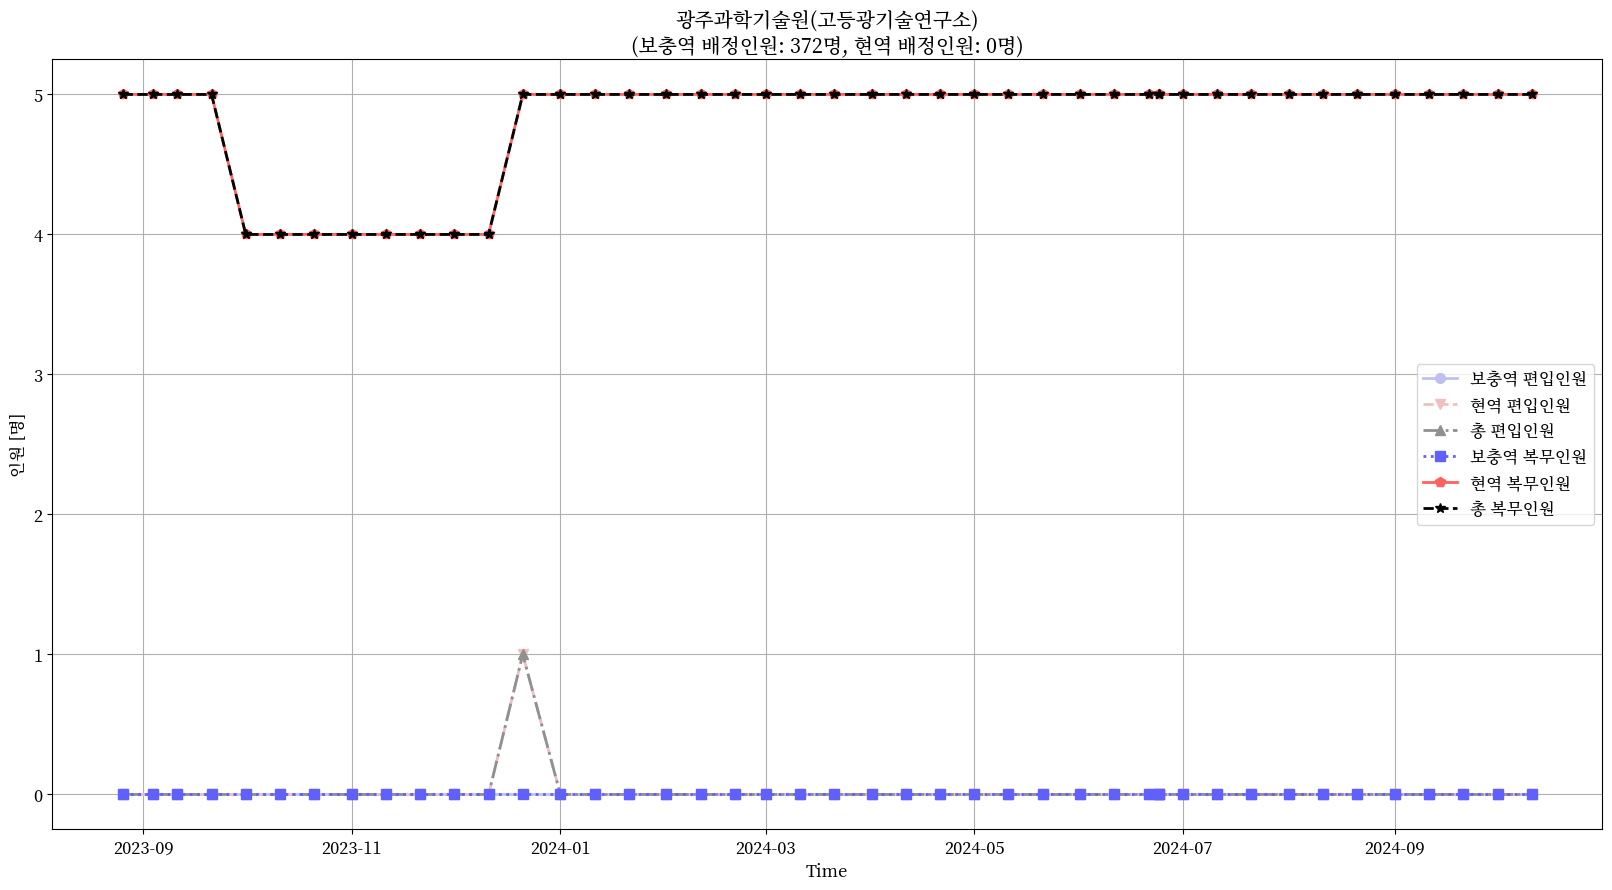 광주과학기술원(고등광기술연구소)
(보충역 배정인원: 372명, 현역 배정인원: 0명)
5
4
3
2
1
0
인원 [명]
보충역 편입인원
현역 편입인원
총 편입인원
보충역 복무인원
현역 복무인원
총 복무인원
2023-09
2023-11
2024-01
2024-03
2024-05
2024-07
2024-09
Time